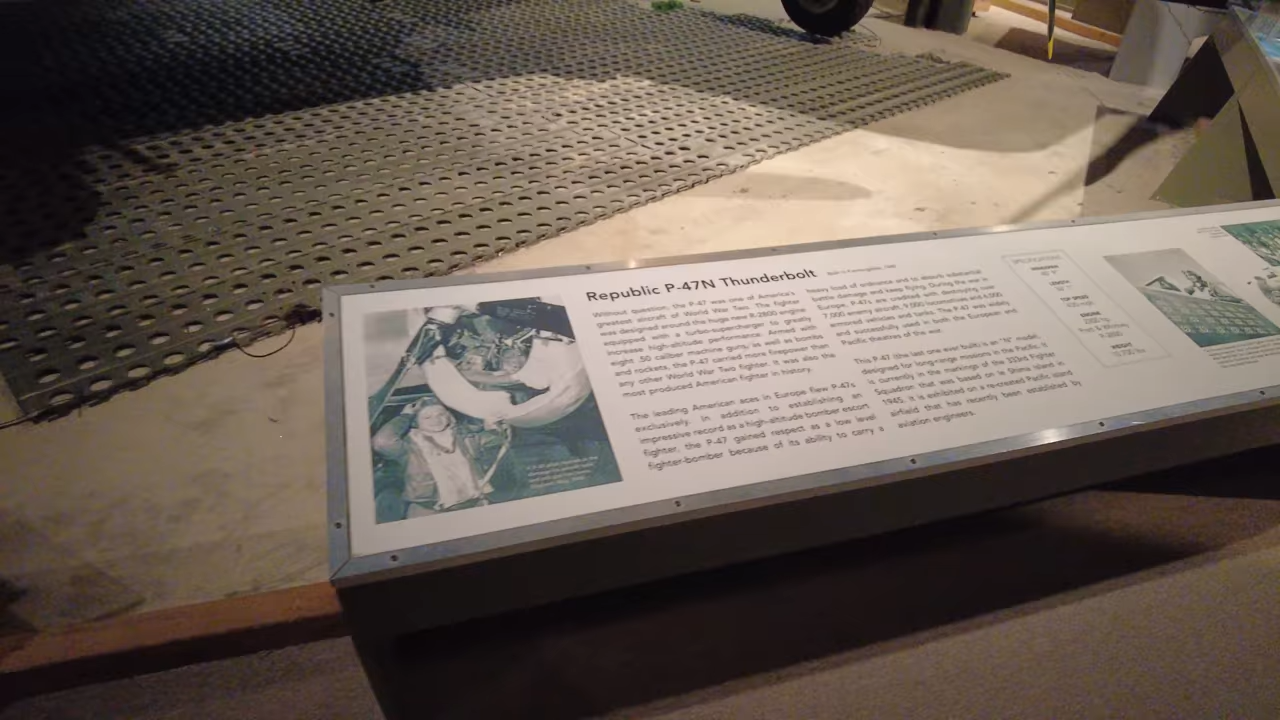 Republic P-47N Thunderbolt
Without question, the P-47 was one of America's
greatest aircraft of World War Two. The fighter
was designed around the huge new R-2800 engine
equipped with a turbo-supercharger to greatly
increase high-altitude performance. Armed with
eight .50 caliber machine guns, as well as bombs
and rockets, the P-47 carried more firepower than
any other World War Two fighter. It was also the
most produced American fighter in history.
The leading American aces in Europe flew P-47s
exclusively. In addition to establishing an
impressive record as a high-altitude bomber escort
fighter, the P-47 gained respect as a low level
fighter-bomber because of its ability to carry a
heavy load of ordnance and to absorb substantial
battle damage and keep flying. During the war in
Europe, P-47s are credited with destroying over
7,000 enemy aircraft, 9,000 locomotives and 6,000
armored vehicles and tanks. The P-47 was widely
and successfully used in both the European and
Pacific theatres of the war.
This P-47 (the last one ever built) is an "N" model,
designed for long-range missions in the Pacific. It
is currently in the markings of the 333rd Fighter
Squadron that was based on Ie Shima island in
1945. It is exhibited on a re-created Pacific island
airfield that has recently been established by
aviation engineers.
SPECIFICATIONS
LENGTH
TOP SPEED
ENGINE
WEIGHT